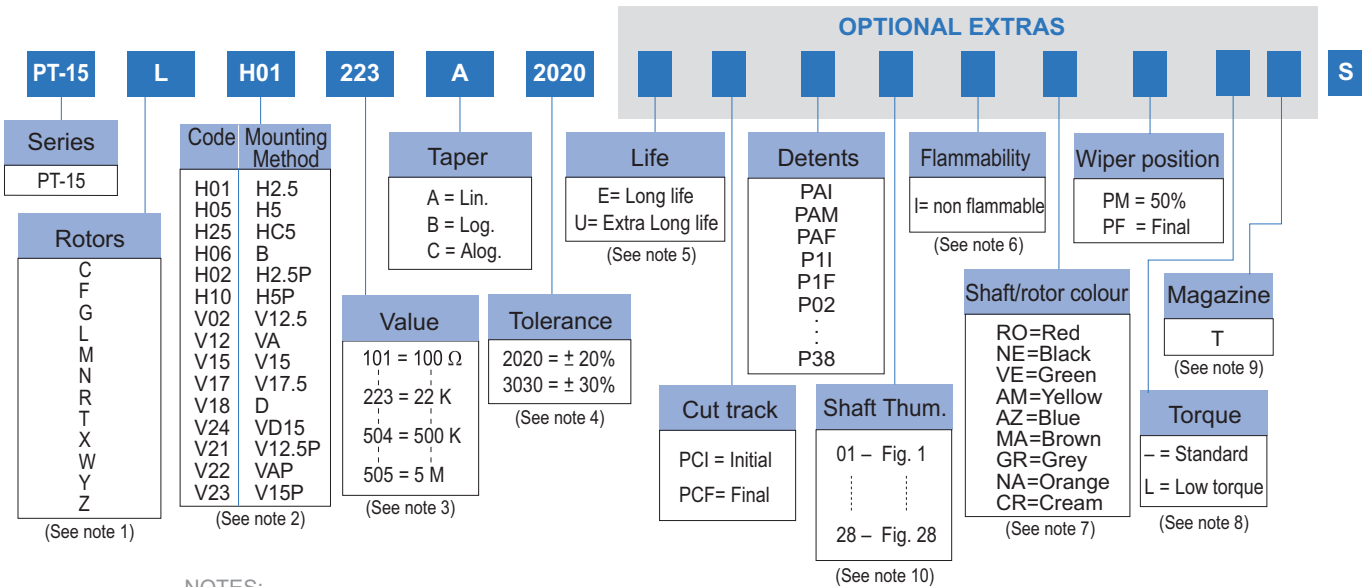 OPTIONAL EXTRAS
PT-15 L H01 223 A 2020 S
Series
PT-15
Rotors
C
F
G
L
M
N
R
T
X
W
Y
Z
(See note 1)
Code Mounting Method
H01 H2.5
H05 H5
H25 HC5
H06 B
H02 H2.5P
H10 H5P
V02 V12.5
V12 VA
V15 V15
V17 V17.5
V18 D
V24 VD15
V21 V12.5P
V22 VAP
V23 V15P
(See note 2)
Taper
A = Lin.
B = Log.
C = Alog.
Value
101 = 100 Ω
223 = 22 K
504 = 500 K
505 = 5 M
(See note 3)
Tolerance
2020 = ± 20%
3030 = ± 30%
(See note 4)
Life
E= Long life
U= Extra Long life
(See note 5)
Cut track
PCI = Initial
PCF= Final
Detents
PAI
PAM
PAF
P1I
P1F
P02
.
.
.
P38
Shaft Thum.
01 – Fig. 1
28 – Fig. 28
(See note 10)
Flammability
I= non flammable
(See note 6)
Shaft/rotor colour
RO=Red
NE=Black
VE=Green
AM=Yellow
AZ=Blue
MA=Brown
GR=Grey
NA=Orange
CR=Cream
(See note 7)
Wiper position
PM = 50%
PF = Final
Torque
– = Standard
L = Low torque
(See note 8)
Magazine
T
(See note 9)
NOTES: